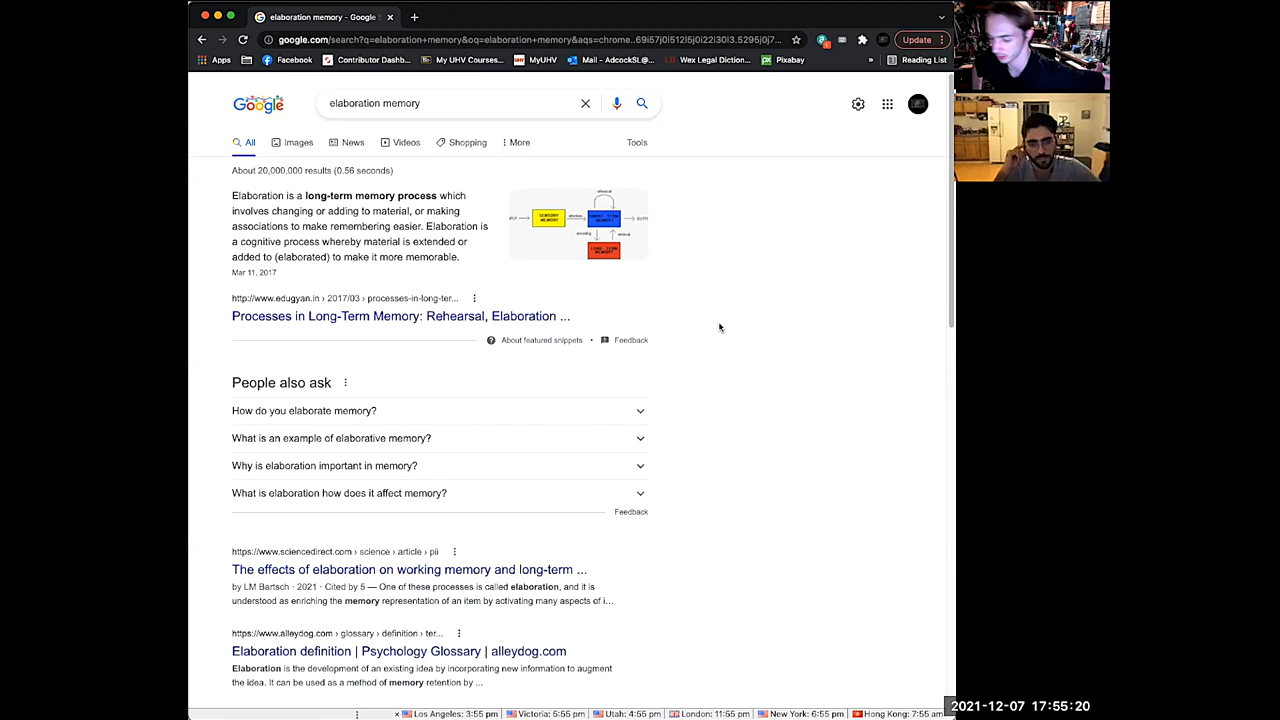 elaboration memory - Google S
google.com/search?q=elaboration+memory&oq=elaboration+memory&aqs=chrome..69i57j0i512l5j0i22i30l3.5295j0j7...
Update
Apps
Facebook
Contributor Dashb...
My UHV Courses...
MyUHV
Mail - AdcockSL@...
Wex Legal Diction...
Pixabay
»
Reading List
Google
elaboration memory
All
Images
News
Videos
Shopping
More
Tools
About 20,000,000 results (0.56 seconds)
Elaboration is a long-term memory process which
involves changing or adding to material, or making
associations to make remembering easier. Elaboration is
a cognitive process whereby material is extended or
added to (elaborated) to make it more memorable.
Mar 11, 2017
SENSORY
MEMORY
http://www.edugyan.in › 2017/03 › processes-in-long-ter...
Processes in Long-Term Memory: Rehearsal, Elaboration ...
About featured snippets • Feedback
People also ask
How do you elaborate memory?
What is an example of elaborative memory?
Why is elaboration important in memory?
What is elaboration how does it affect memory?
Feedback
https://www.sciencedirect.com › science › article › pii
The effects of elaboration on working memory and long-term ...
by LM Bartsch · 2021 · Cited by 5 — One of these processes is called elaboration, and it is
understood as enriching the memory representation of an item by activating many aspects of i...
https://www.alleydog.com › glossary › definition › ter...
Elaboration definition | Psychology Glossary | alleydog.com
Elaboration is the development of an existing idea by incorporating new information to augment
the idea. It can be used as a method of memory retention by ...
Los Angeles: 3:55 pm
Victoria: 5:55 pm
Utah: 4:55 pm
London: 11:55 pm
New York: 6:55 pm
Hong Kong: 7:55 am
2021-12-07 17:55:20